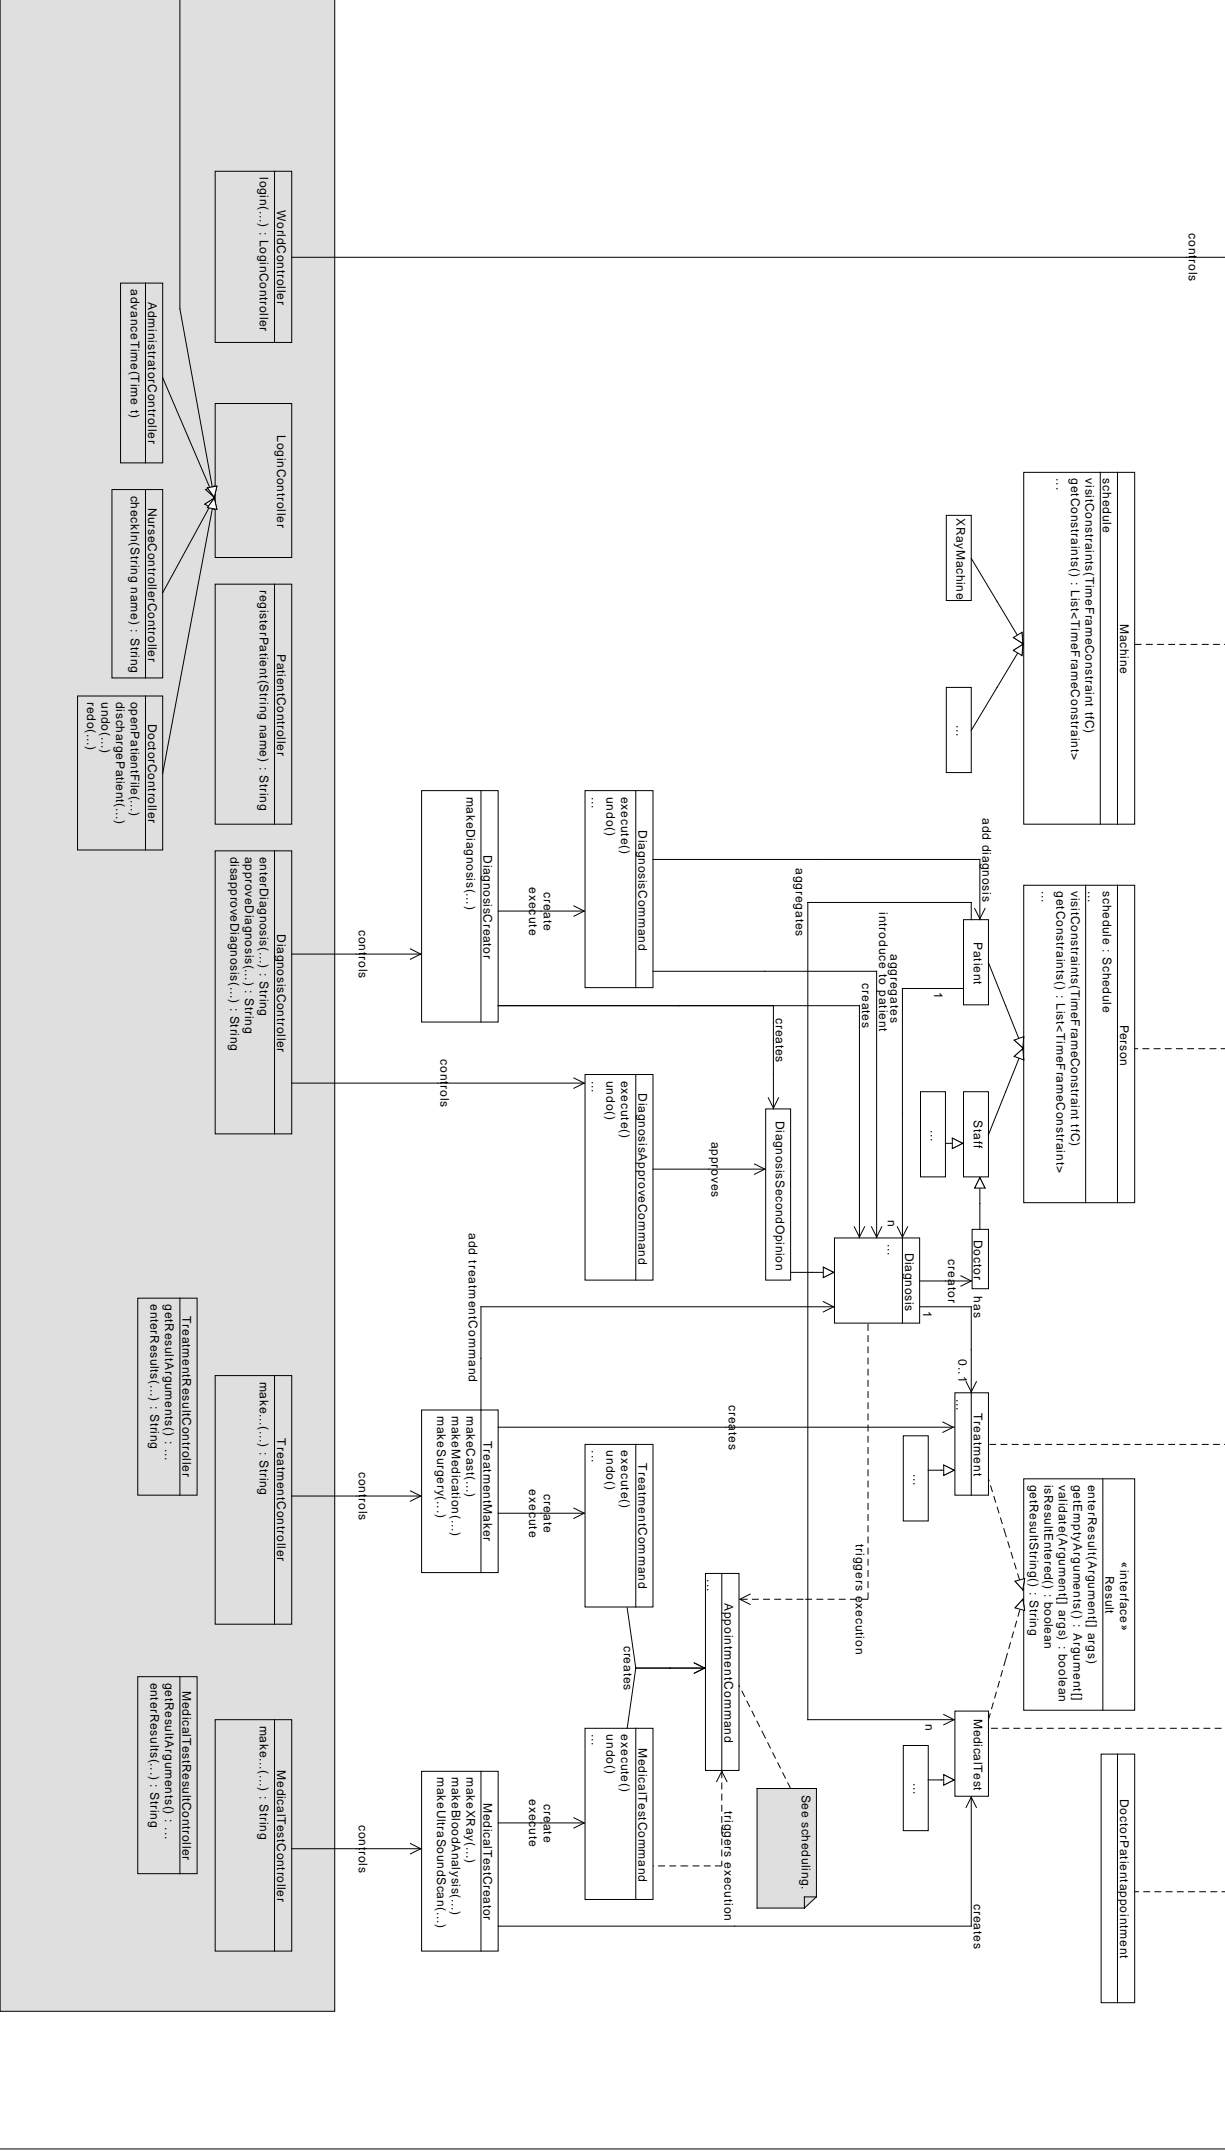 controls
Machine
schedule
visitConstraints(TimeFrameConstraint tfC)
getConstraints() : List<TimeFrameConstraint>
...
XRayMachine
...
Person
schedule : Schedule
...
visitConstraints(TimeFrameConstraint tfC)
getConstraints() : List<TimeFrameConstraint>
...
Patient
Staff
...
Doctor
«interface»
Result
enterResult(Argument[] args)
getEmptyArguments() : Argument[]
validate(Argument[] args) : boolean
isResultEntered() : boolean
getResultString() : String
DoctorPatientappointment
add diagnosis
aggregates
aggregates
introduce to patient
creates
1
n
creator
has
1
0..1
Diagnosis
...
Treatment
...
...
MedicalTest
n
...
creates
creates
DiagnosisSecondOpinion
approves
creates
triggers execution
AppointmentCommand
...
See scheduling.
triggers execution
creates
DiagnosisCommand
execute()
undo()
...
DiagnosisApproveCommand
execute()
undo()
...
TreatmentCommand
execute()
undo()
...
MedicalTestCommand
execute()
undo()
...
create
execute
add treatmentCommand
create
execute
create
execute
DiagnosisCreator
makeDiagnosis(...)
TreatmentMaker
makeCast(...)
makeMedication(...)
makeSurgery(...)
MedicalTestCreator
makeXRay(...)
makeBloodAnalysis(...)
makeUltraSoundScan(...)
controls
controls
controls
controls
WorldController
login(...) : LoginController
LoginController
PatientController
registerPatient(String name) : String
DiagnosisController
enterDiagnosis(...) : String
approveDiagnosis(...) : String
disapproveDiagnosis(...) : String
TreatmentController
make...(...) : String
MedicalTestController
make...(...) : String
TreatmentResultController
getResultArguments() : ...
enterResults(...) : String
MedicalTestResultController
getResultArguments() : ...
enterResults(...) : String
AdministratorController
advanceTime(Time t)
NurseControllerController
checkIn(String name) : String
DoctorController
openPatientFile(...)
dischargePatient(...)
undo(...)
redo(...)